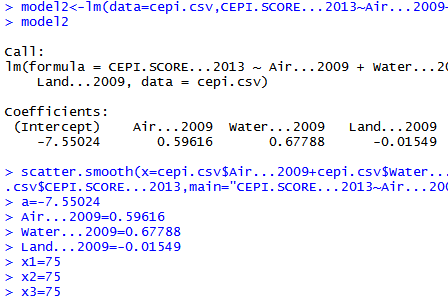 > model2<-lm(data=cepi.csv,CEPI.SCORE...2013~Air...2009
> model2
Call:
lm(formula = CEPI.SCORE...2013 ~ Air...2009 + Water...20
Land...2009, data = cepi.csv)
Coefficients:
(Intercept) Air...2009 Water...2009 Land...2009
-7.55024 0.59616 0.67788 -0.01549
> scatter.smooth(x=cepi.csv$Air...2009+cepi.csv$Water...
.csv$CEPI.SCORE...2013,main="CEPI.SCORE...2013~Air...200
> a=-7.55024
> Air...2009=0.59616
> Water...2009=0.67788
> Land...2009=-0.01549
> x1=75
> x2=75
> x3=75